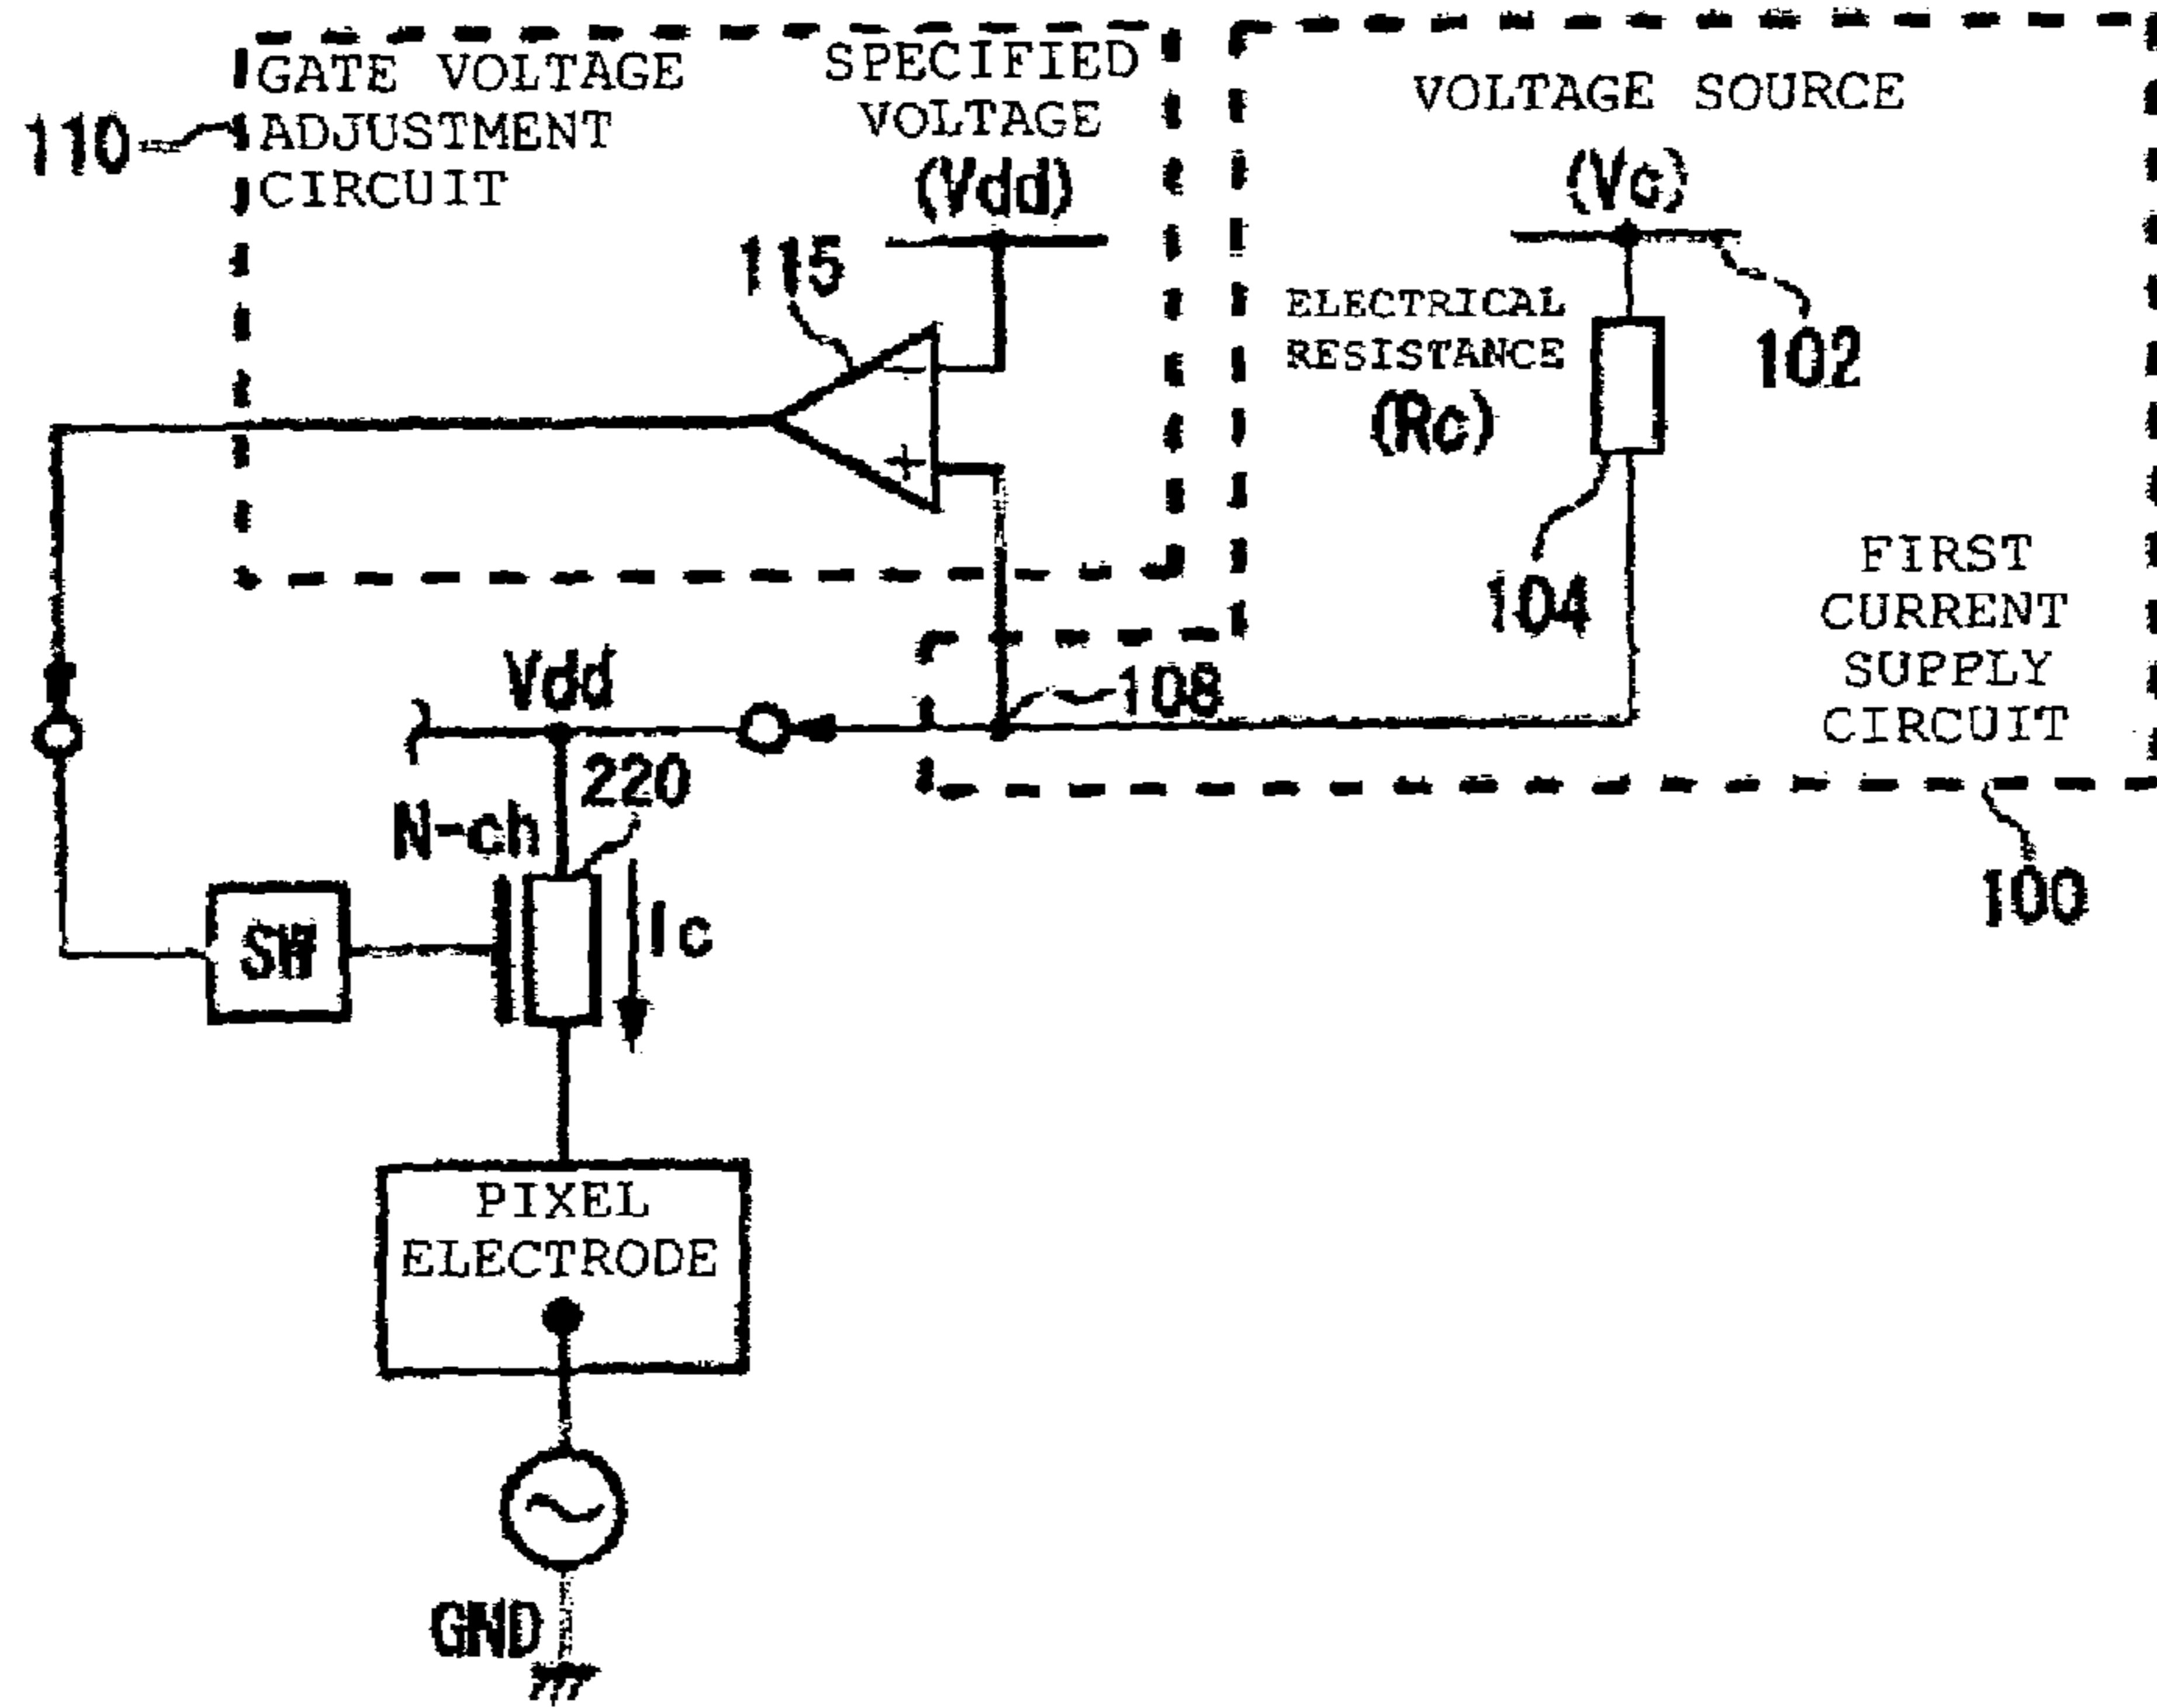 GATE VOLTAGE
ADJUSTMENT
CIRCUIT
110
SPECIFIED
VOLTAGE
(Vdd)
115
−
+
VOLTAGE SOURCE
(Vc)
102
ELECTRICAL
RESISTANCE
(Rc)
104
FIRST
CURRENT
SUPPLY
CIRCUIT
100
108
Vdd
220
N-ch
Ic
SW
PIXEL
ELECTRODE
GND